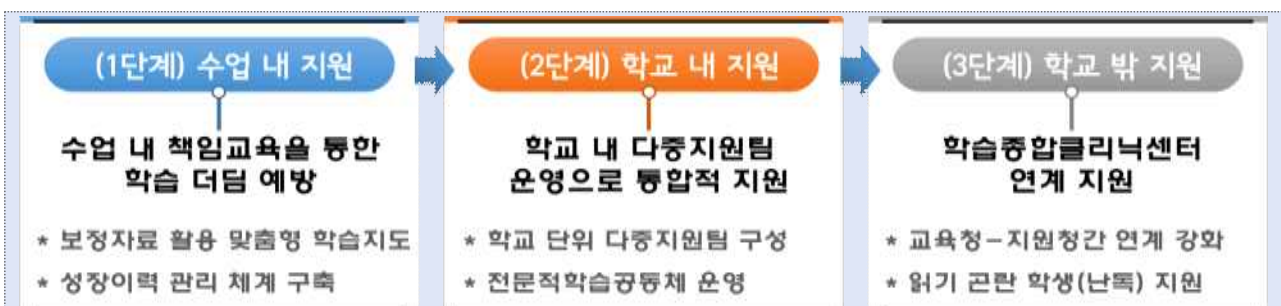 (1단계) 수업 내 지원
수업 내 책임교육을 통한
학습 더딤 예방
* 보정자료 활용 맞춤형 학습지도
* 성장이력 관리 체계 구축
(2단계) 학교 내 지원
학교 내 다중지원팀
운영으로 통합적 지원
* 학교 단위 다중지원팀 구성
* 전문적학습공동체 운영
(3단계) 학교 밖 지원
학습종합클리닉센터
연계 지원
* 교육청-지원청간 연계 강화
* 읽기 곤란 학생(난독) 지원